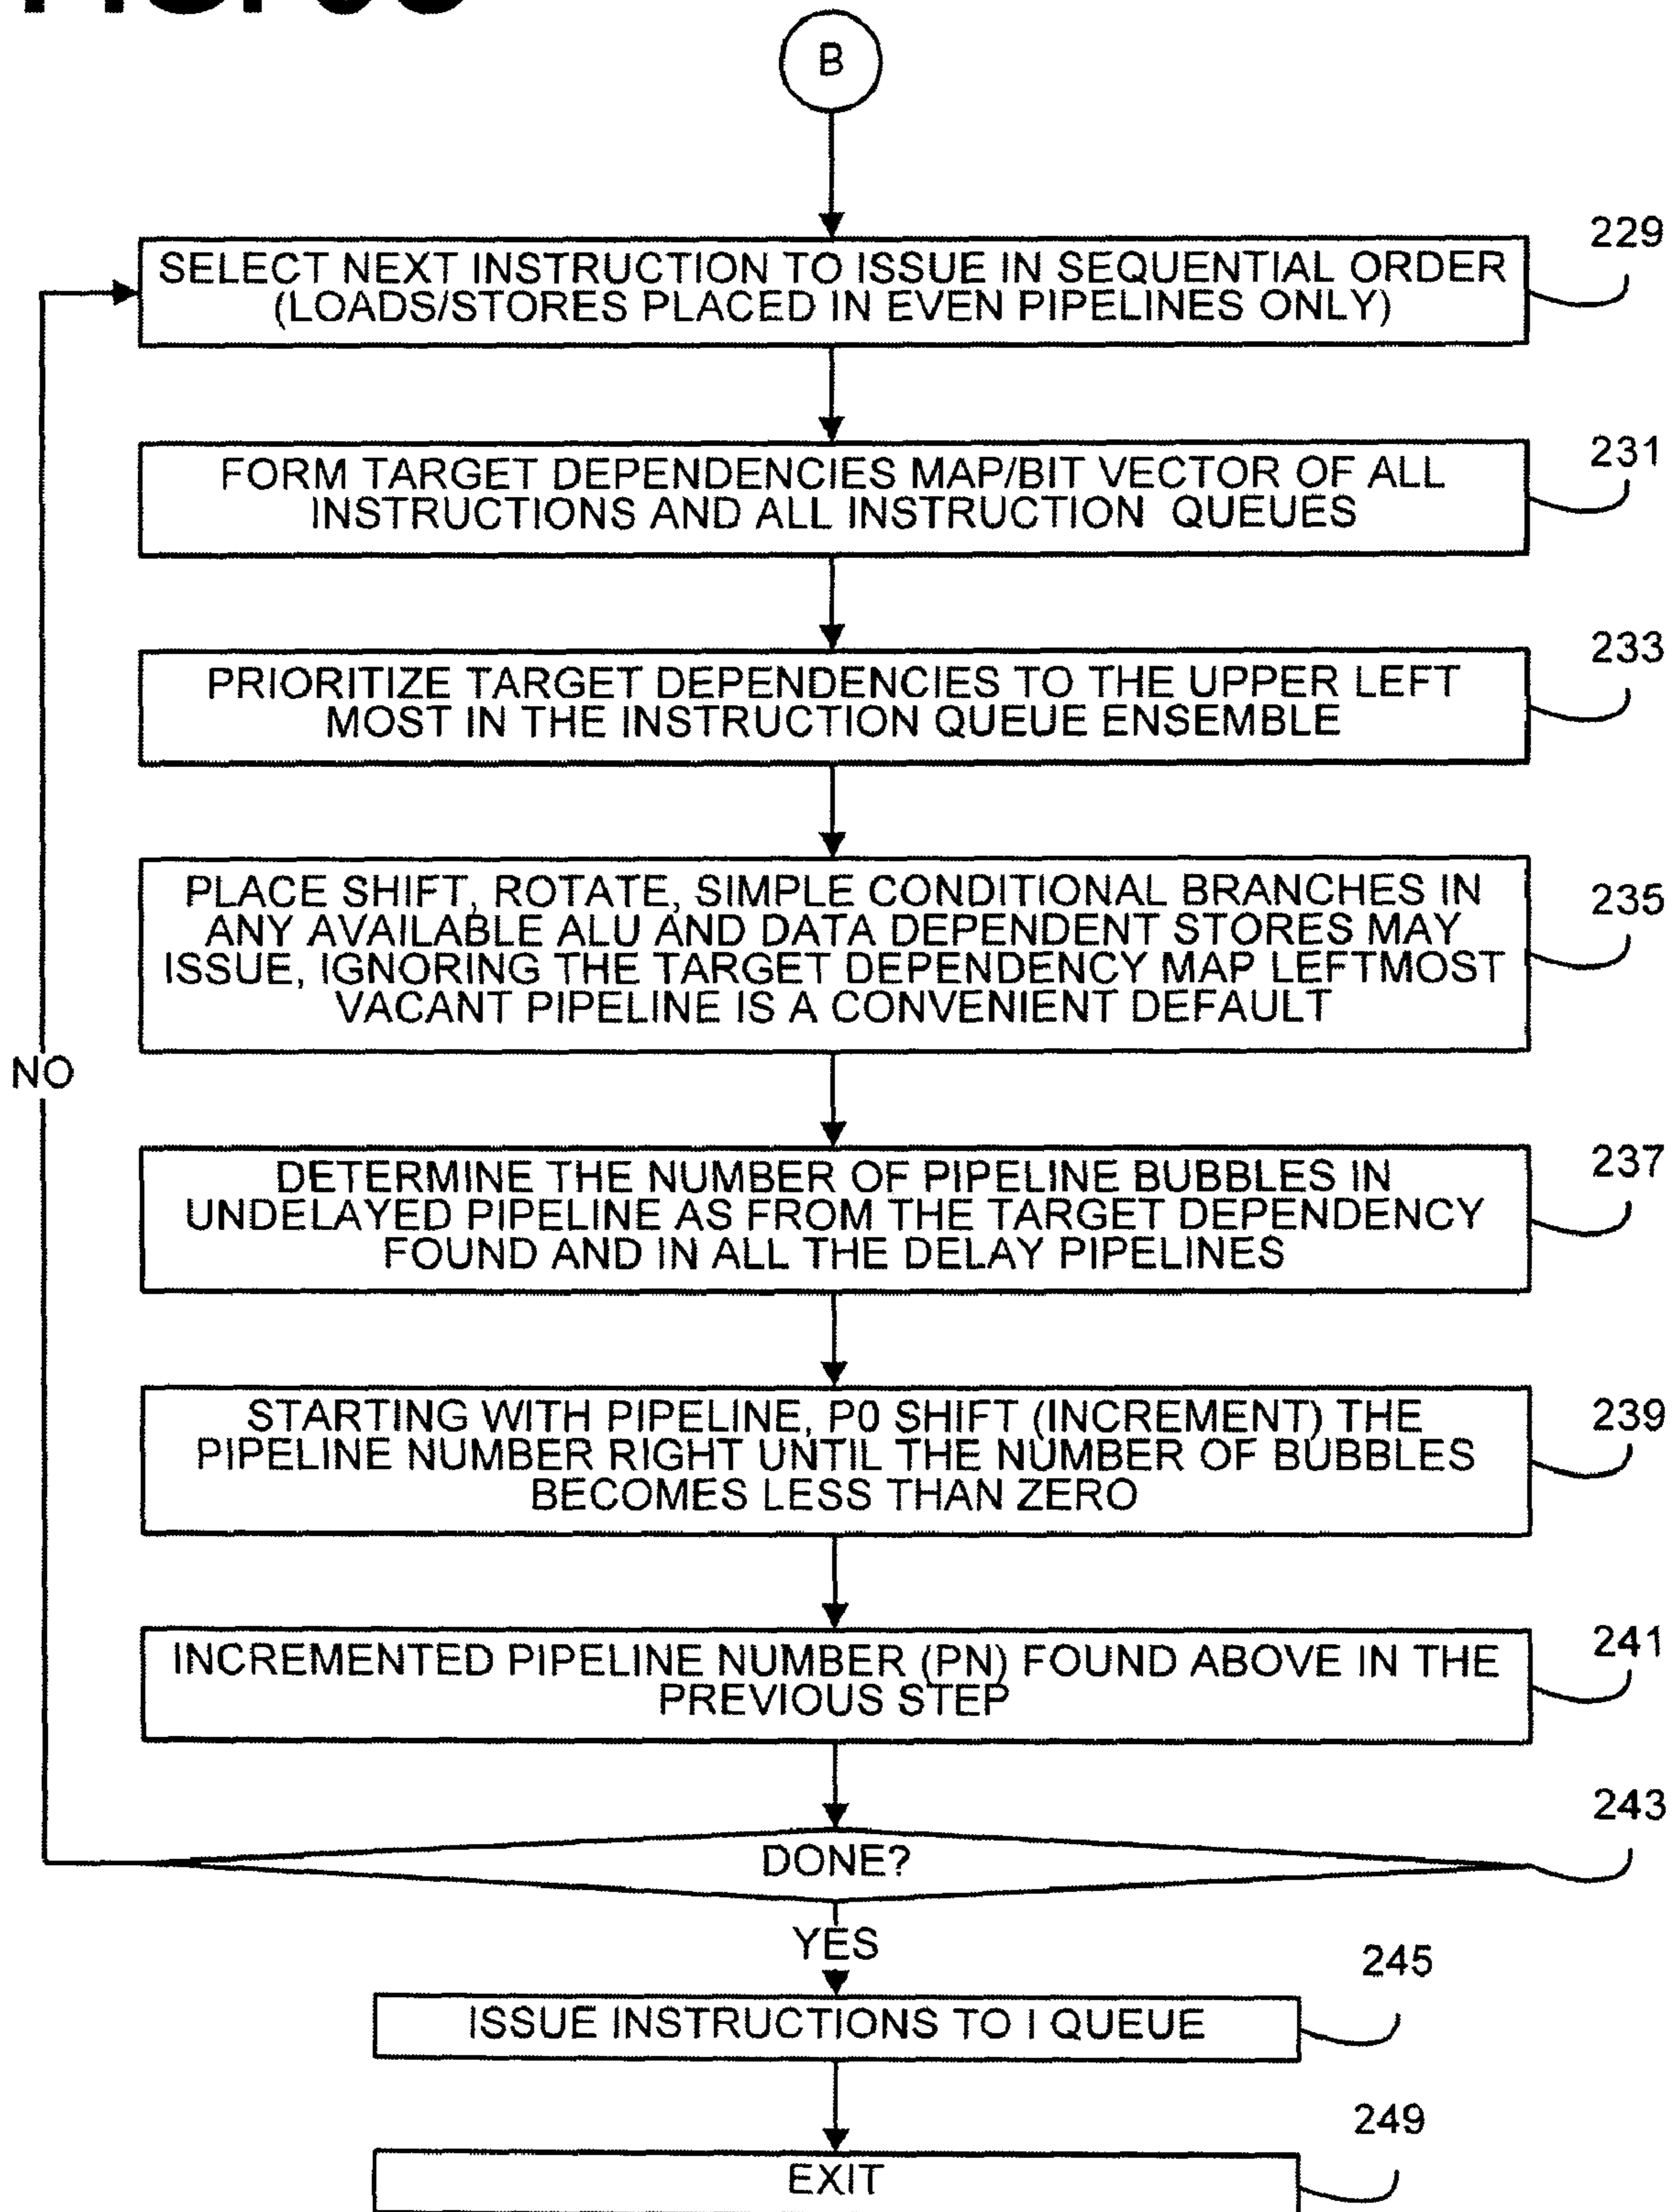 B
229
SELECT NEXT INSTRUCTION TO ISSUE IN SEQUENTIAL ORDER
(LOADS/STORES PLACED IN EVEN PIPELINES ONLY)
231
FORM TARGET DEPENDENCIES MAP/BIT VECTOR OF ALL
INSTRUCTIONS AND ALL INSTRUCTION QUEUES
233
PRIORITIZE TARGET DEPENDENCIES TO THE UPPER LEFT
MOST IN THE INSTRUCTION QUEUE ENSEMBLE
235
PLACE SHIFT, ROTATE, SIMPLE CONDITIONAL BRANCHES IN
ANY AVAILABLE ALU AND DATA DEPENDENT STORES MAY
ISSUE, IGNORING THE TARGET DEPENDENCY MAP LEFTMOST
VACANT PIPELINE IS A CONVENIENT DEFAULT
NO
237
DETERMINE THE NUMBER OF PIPELINE BUBBLES IN
UNDELAYED PIPELINE AS FROM THE TARGET DEPENDENCY
FOUND AND IN ALL THE DELAY PIPELINES
239
STARTING WITH PIPELINE, P0 SHIFT (INCREMENT) THE
PIPELINE NUMBER RIGHT UNTIL THE NUMBER OF BUBBLES
BECOMES LESS THAN ZERO
241
INCREMENTED PIPELINE NUMBER (PN) FOUND ABOVE IN THE
PREVIOUS STEP
243
DONE?
YES
245
ISSUE INSTRUCTIONS TO I QUEUE
249
EXIT